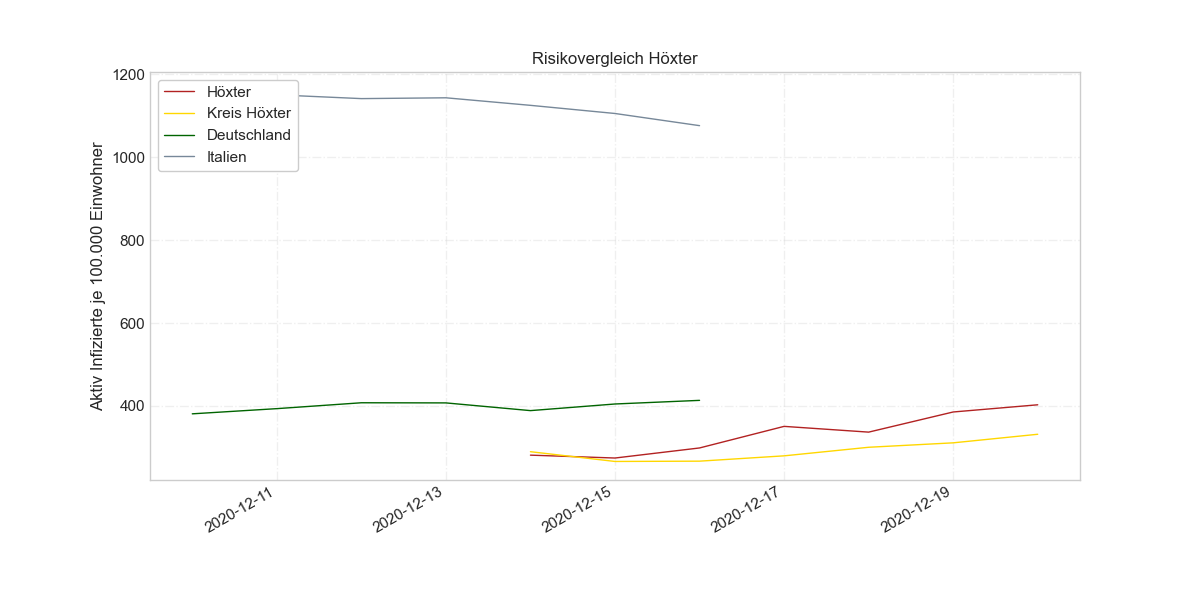 Risikovergleich Höxter
Aktiv Infizierte je 100.000 Einwohner
1200
1000
800
600
400
Höxter
Kreis Höxter
Deutschland
Italien
2020-12-11
2020-12-13
2020-12-15
2020-12-17
2020-12-19